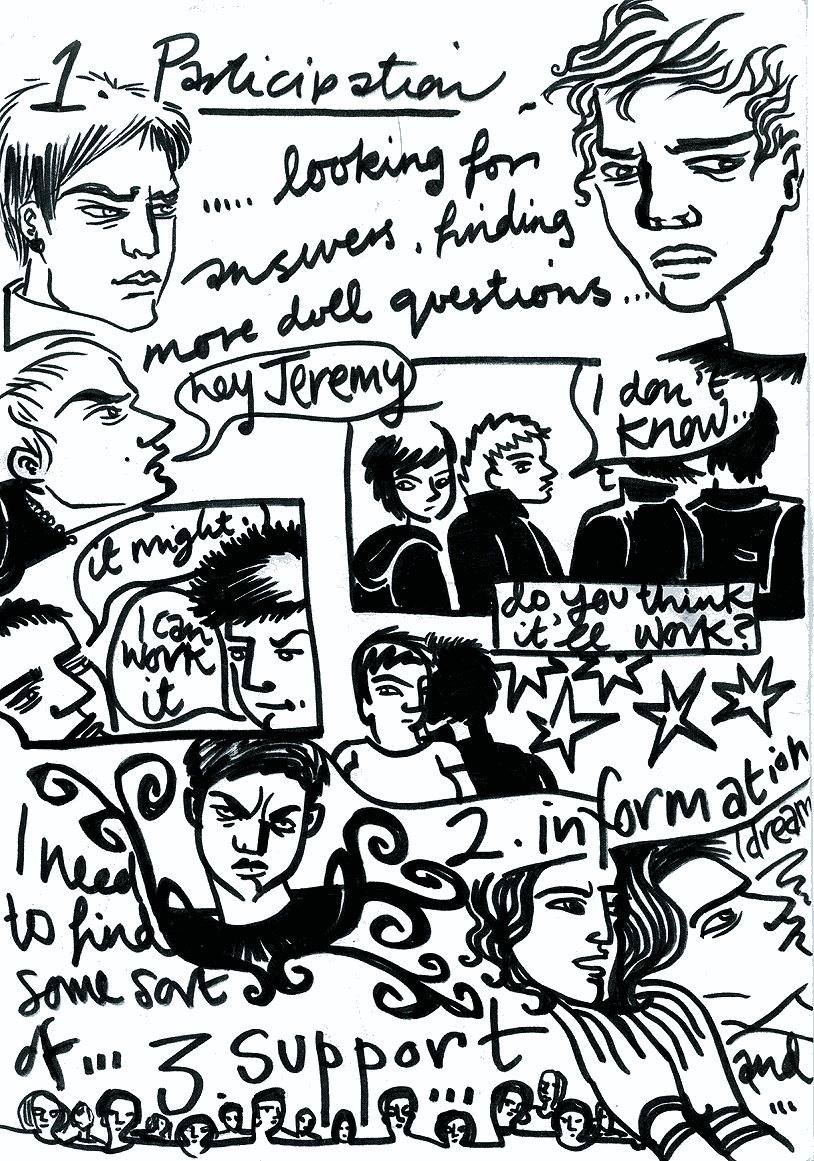 1. Participation
..... looking for
answers, finding
more dull questions...
hey Jeremy
I don't
know...
it might.
I can
work
it
do you think
it'll work?
2. information
I dream
I need
to find
some sort
of ...
3. support
...
and
...